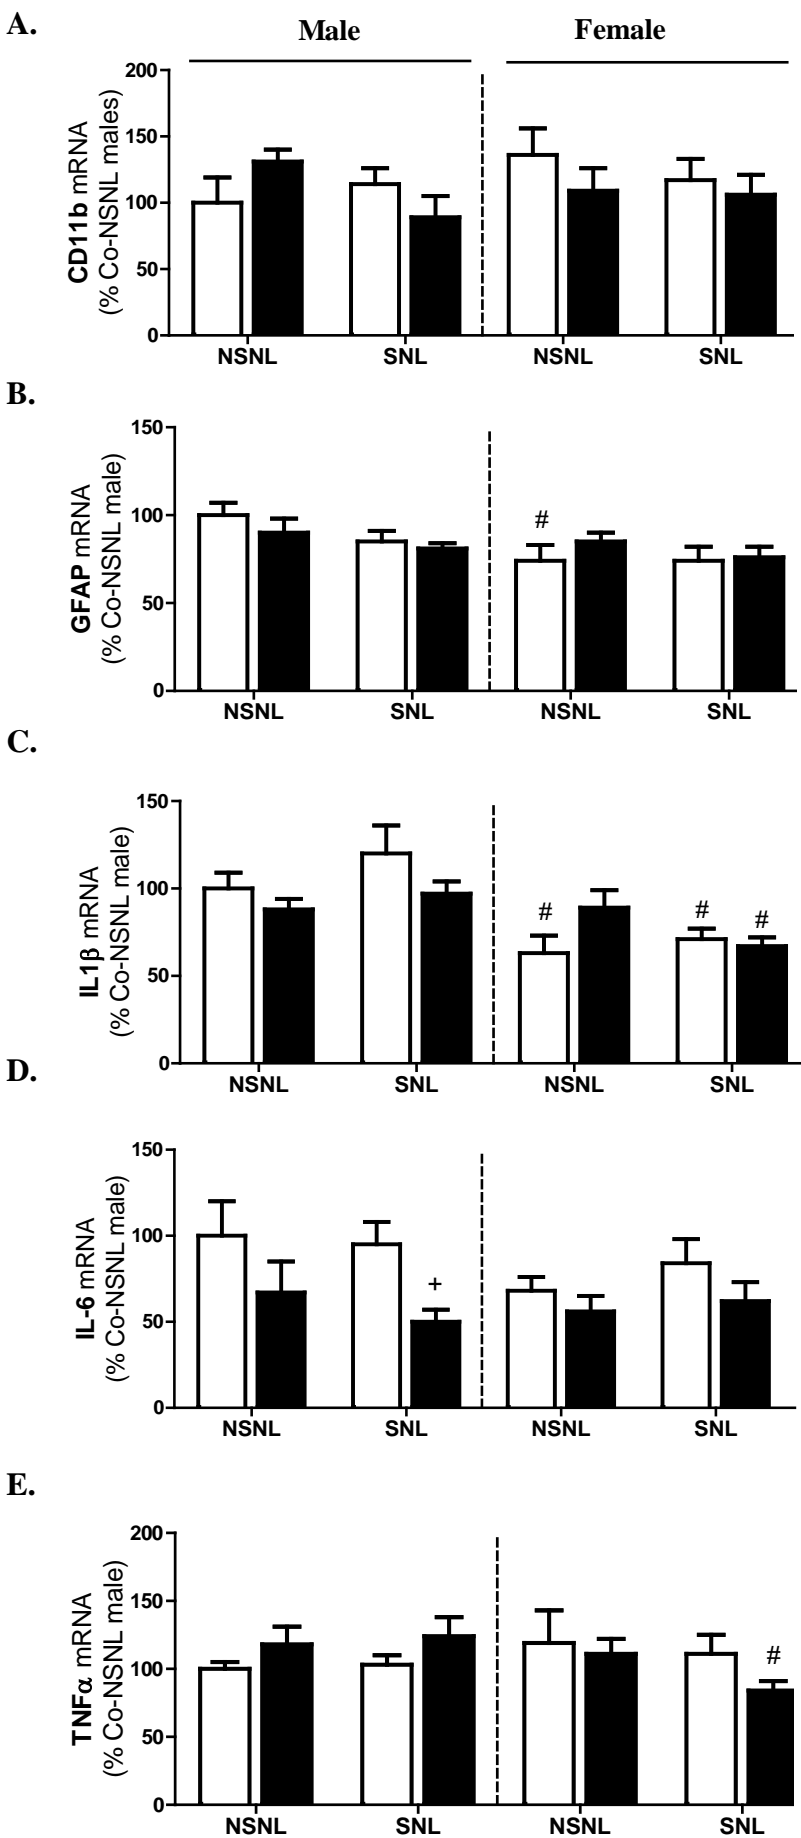 A.
Male Female
CD11b mRNA
(% Co-NSNL males)
200
150
100
50
0
NSNL SNL NSNL SNL
B.
GFAP mRNA
(% Co-NSNL male)
150
100
50
0
#
NSNL SNL NSNL SNL
C.
IL1β mRNA
(% Co-NSNL male)
150
100
50
0
# # #
NSNL SNL NSNL SNL
D.
IL-6 mRNA
(% Co-NSNL male)
150
100
50
0
+
NSNL SNL NSNL SNL
E.
TNFα mRNA
(% Co-NSNL male)
200
150
100
50
0
#
NSNL SNL NSNL SNL